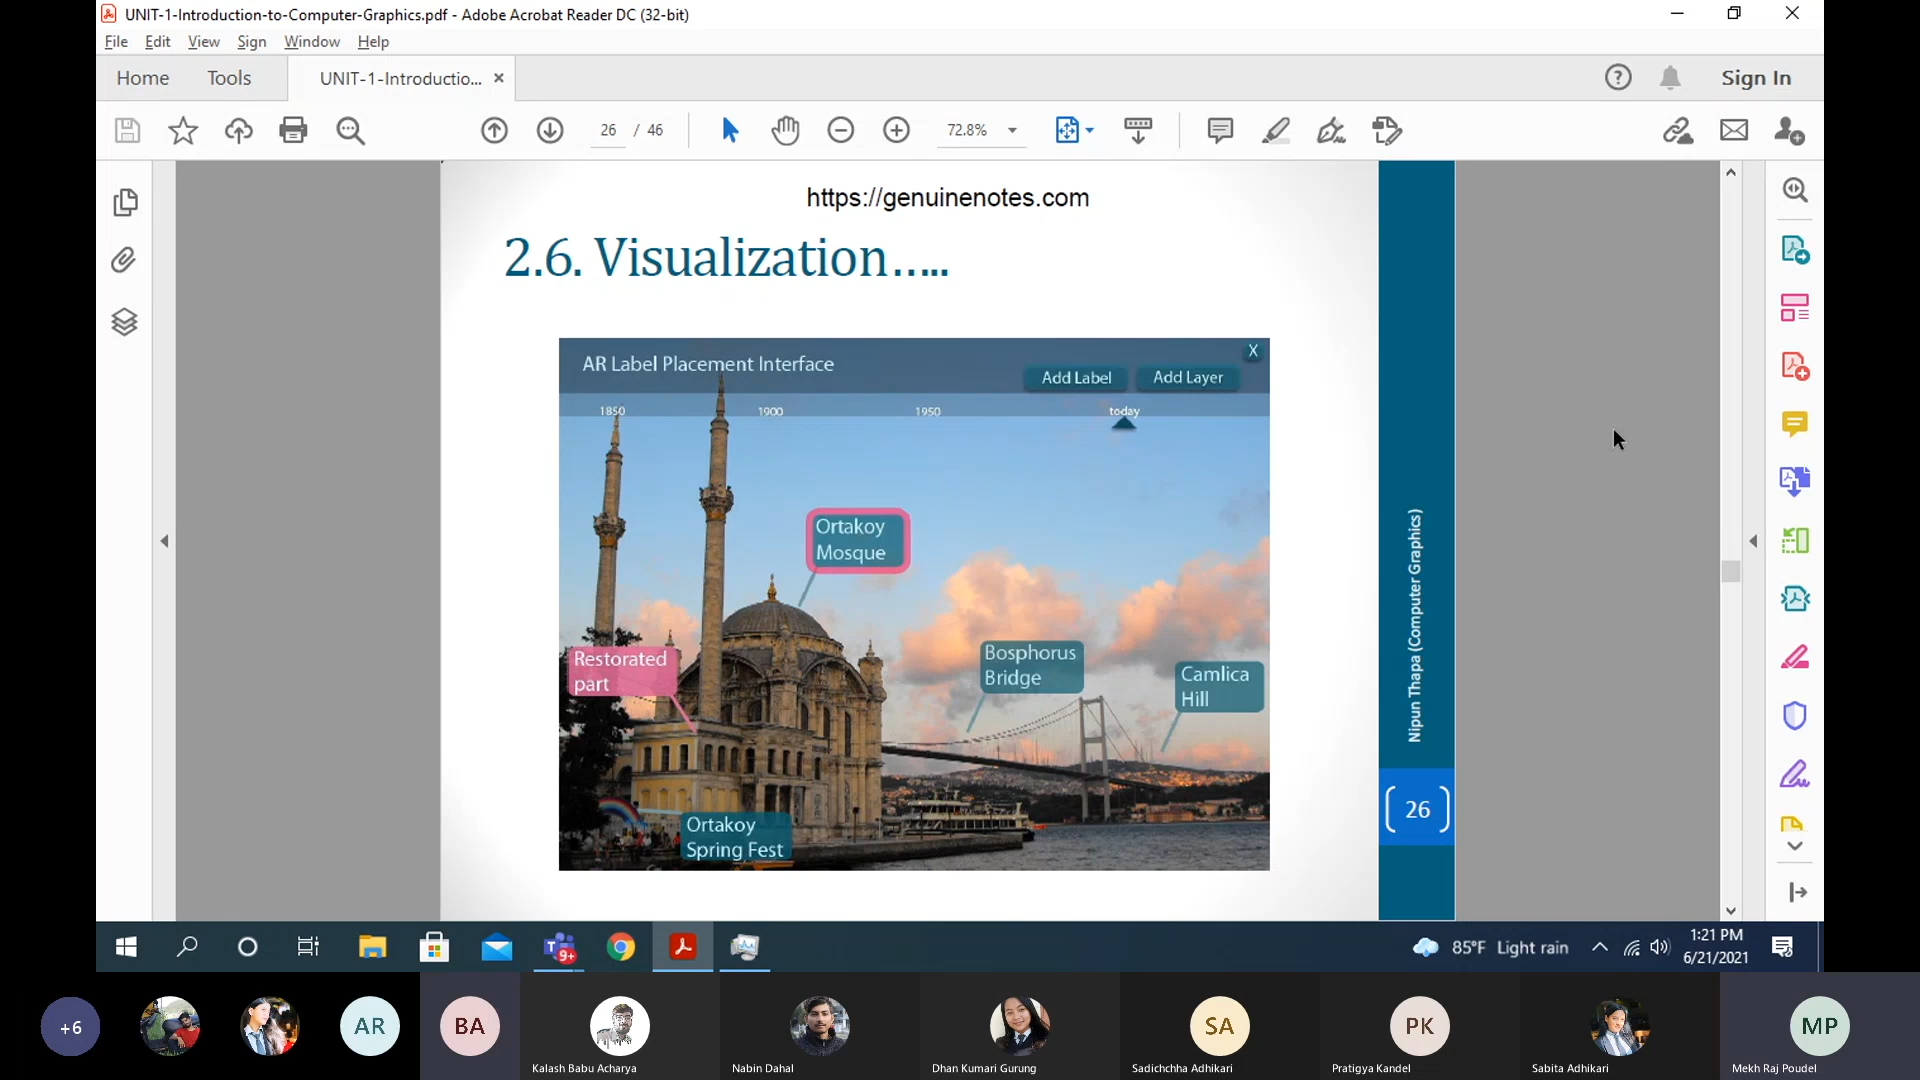 UNIT-1-Introduction-to-Computer-Graphics.pdf - Adobe Acrobat Reader DC (32-bit)
File Edit View Sign Window Help
Home Tools UNIT-1-Introductio... × Sign In
26 / 46 72.8%
https://genuinenotes.com
2.6. Visualization.....
AR Label Placement Interface
X
Add Label Add Layer
1850 1900 1950 today
Ortakoy
Mosque
Restorated
part
Bosphorus
Bridge
Camlica
Hill
Ortakoy
Spring Fest
Nipun Thapa (Computer Graphics)
26
9+
85°F Light rain
1:21 PM
6/21/2021
+6
AR
BA
SA
PK
MP
Kalash Babu Acharya
Nabin Dahal
Dhan Kumari Gurung
Sadichchha Adhikari
Pratigya Kandel
Sabita Adhikari
Mekh Raj Poudel